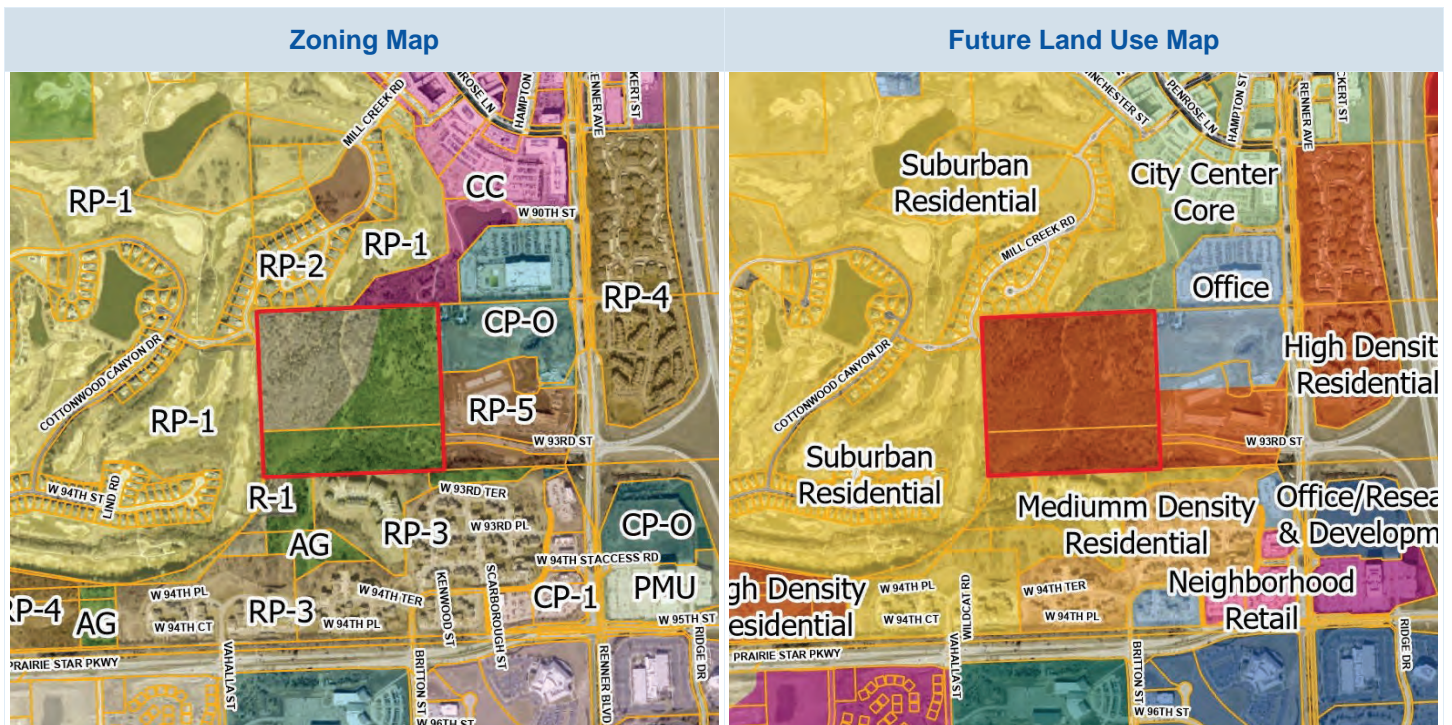 Zoning Map
Future Land Use Map
MILL CREEK RD
ROSE LN
HAMPTON
ENNER AVE
KERT ST
RP-1
CC
W 90TH ST
RP-1
RP-2
RP-4
CP-O
COTTONWOOD CANYON DR
RP-1
RP-5
W 93RD ST
W 94TH ST
LIND RD
R-1
W 93RD TER
AG
RP-3
W 93RD PL
CP-O
W 94TH STACCESS RD
W 94TH PL
RP-3
W 94TH TER
KENWOOD ST
SCARBOROUGH ST
CP-1
PMU
RP-4
AG
W 94TH CT
W 94TH PL
W 95TH ST
PRAIRIE STAR PKWY
VAHALLA ST
BRITTON ST
RENNER BLVD
RIDGE DR
W 96TH ST
INCHESTER ST
PENROSE LN
HAMPTON ST
RENNER AVE
CKERT ST
Suburban
Residential
City Center
Core
MILL CREEK RD
Office
COTTONWOOD CANYON DR
High Densit
Residential
W 93RD ST
Suburban
Residential
Mediumm Density
Residential
Office/Resea
& Developm
gh Density
esidential
W 94TH PL
WILDCAT RD
W 94TH TER
Neighborhood
Retail
W 94TH CT
W 94TH PL
PRAIRIE STAR PKWY
VAHALLA ST
BRITTON ST
RENNER BLVD
RIDGE DR
W 96TH ST